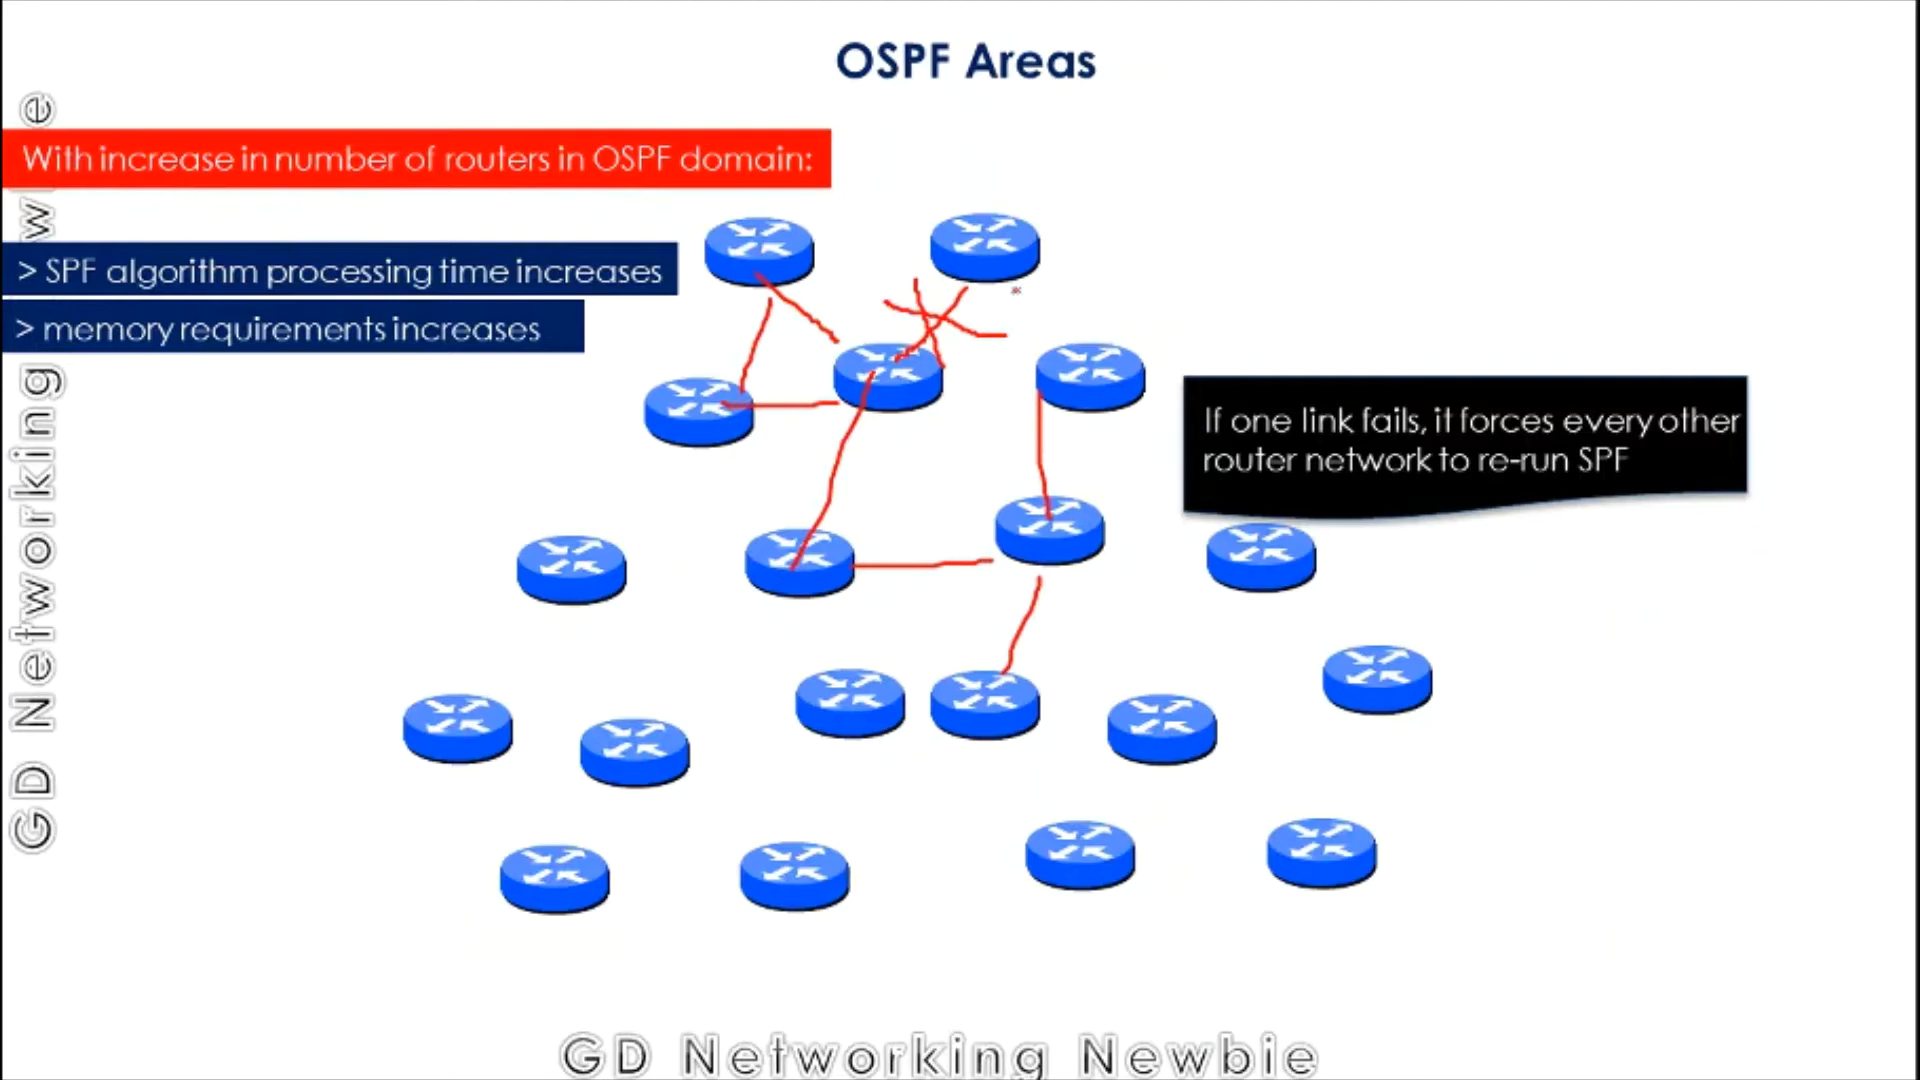 OSPF Areas
With increase in number of routers in OSPF domain:
> SPF algorithm processing time increases
> memory requirements increases
If one link fails, it forces every other
router network to re-run SPF
GD Networking w e
GD Networking Newbie